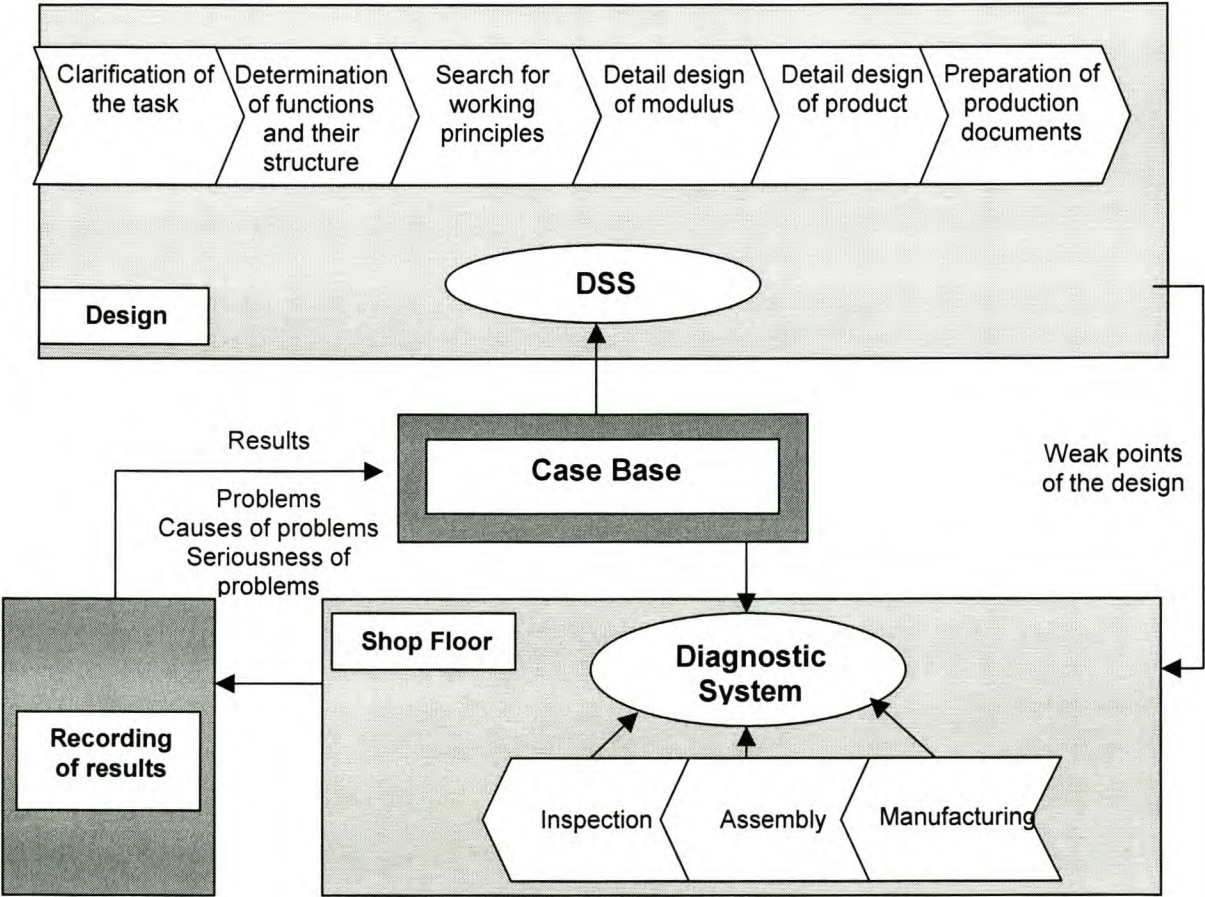 Clarification of
the task
Determination
of functions
and their
structure
Search for
working
principles
Detail design
of modulus
Detail design
of product
Preparation of
production
documents
DSS
Design
Results
Problems
Causes of problems
Seriousness of
problems
Case Base
Weak points
of the design
Shop Floor
Diagnostic
System
Recording
of results
Inspection
Assembly
Manufacturing